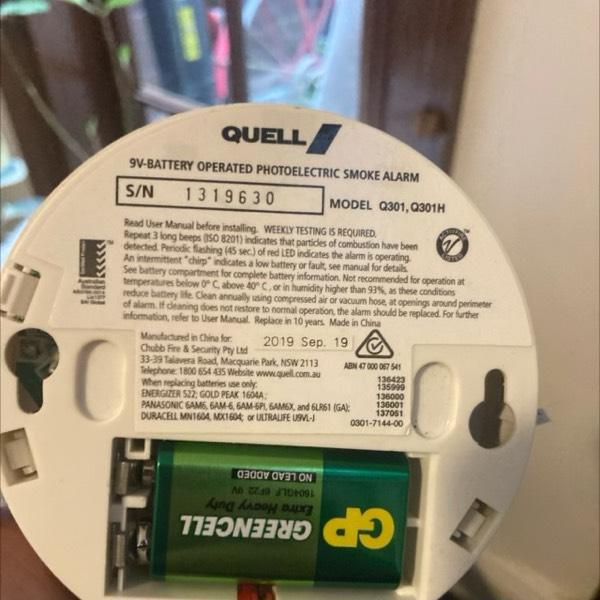 QUELL
9V-BATTERY OPERATED PHOTOELECTRIC SMOKE ALARM
S/N 1319630
MODEL Q301, Q301H
Read User Manual before installing. WEEKLY TESTING IS REQUIRED.
Repeat 3 long beeps (ISO 8201) indicates that particles of combustion have been
detected. Periodic flashing (45 sec.) of red LED indicates the alarm is operating.
An intermittent "chirp" indicates a low battery or fault, see manual for details.
See battery compartment for complete battery information. Not recommended for operation at
temperatures below 0° C, above 40° C, or in humidity higher than 93%, as these conditions
reduce battery life. Clean annually using compressed air or vacuum hose, at openings around perimeter
of alarm. If cleaning does not restore to normal operation, the alarm should be replaced. For further
information, refer to User Manual. Replace in 10 years. Made in China
Australian
Standard
Manufactured in China for:
Chubb Fire & Security Pty Ltd
2019 Sep. 19
33-39 Talavera Road, Macquarie Park, NSW 2113
ABN 47 000 067 541
Telephone: 1800 654 435 Website www.quell.com.au
When replacing batteries use only:
ENERGIZER 522; GOLD PEAK 1604A;
PANASONIC 6AM6, 6AM-6, 6AM-6PI, 6AM6X, and 6LR61 (GA);
DURACELL MN1604, MX1604; or ULTRALIFE U9VL-J
136423
135999
136000
136001
137051
0301-7144-00
GP GREENCELL
Extra Heavy Duty
1604GLF 6F22 9V
NO LEAD ADDED